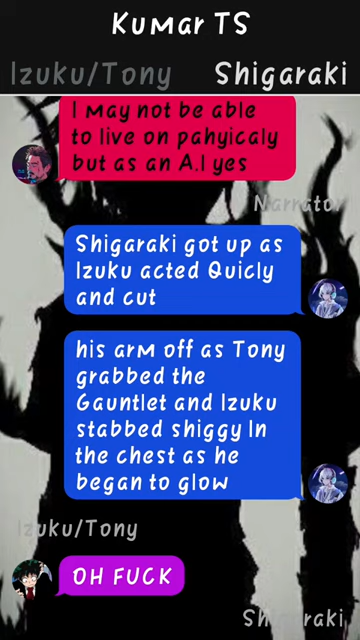 Kumar TS
Izuku/Tony Shigaraki
I may not be able
to live on pahyicaly
but as an A.I yes
Narrator
Shigaraki got up as
Izuku acted Quicly
and cut
his arm off as Tony
grabbed the
Gauntlet and Izuku
stabbed shiggy In
the chest as he
began to glow
Izuku/Tony
OH FUCK
Shigaraki